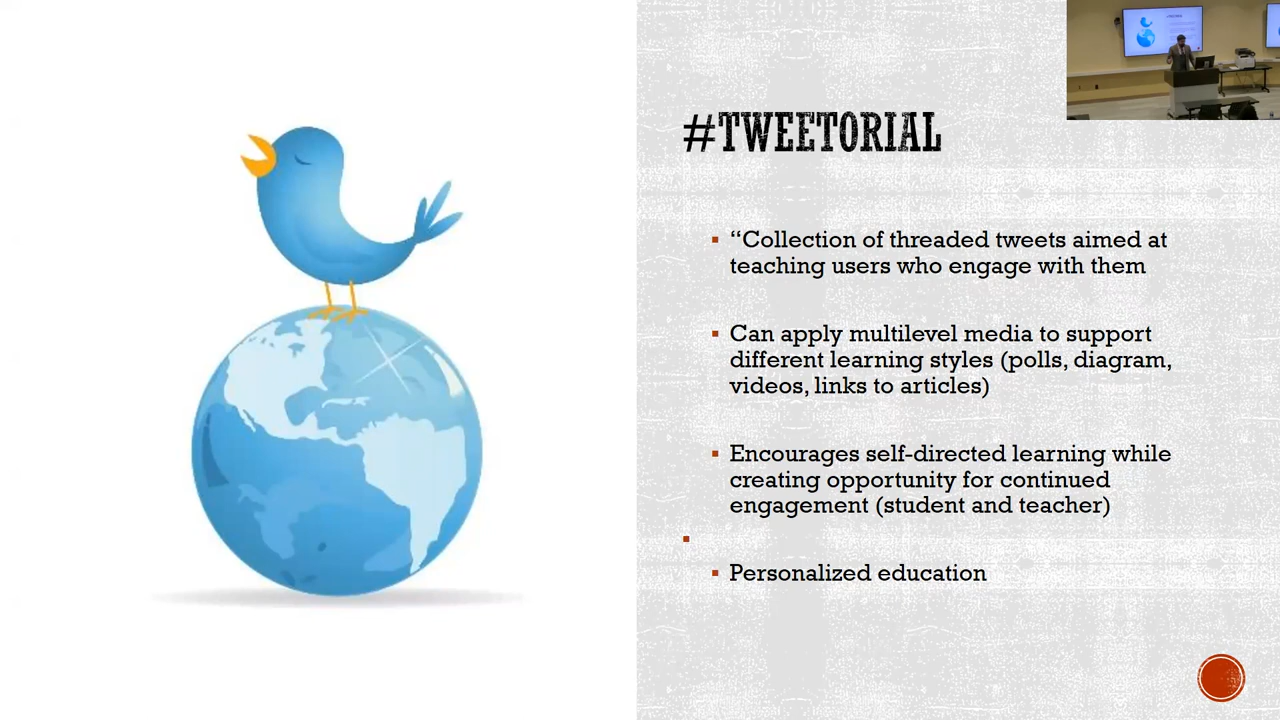 #TWEETORIAL
“Collection of threaded tweets aimed at
teaching users who engage with them
Can apply multilevel media to support
different learning styles (polls, diagram,
videos, links to articles)
Encourages self-directed learning while
creating opportunity for continued
engagement (student and teacher)
Personalized education